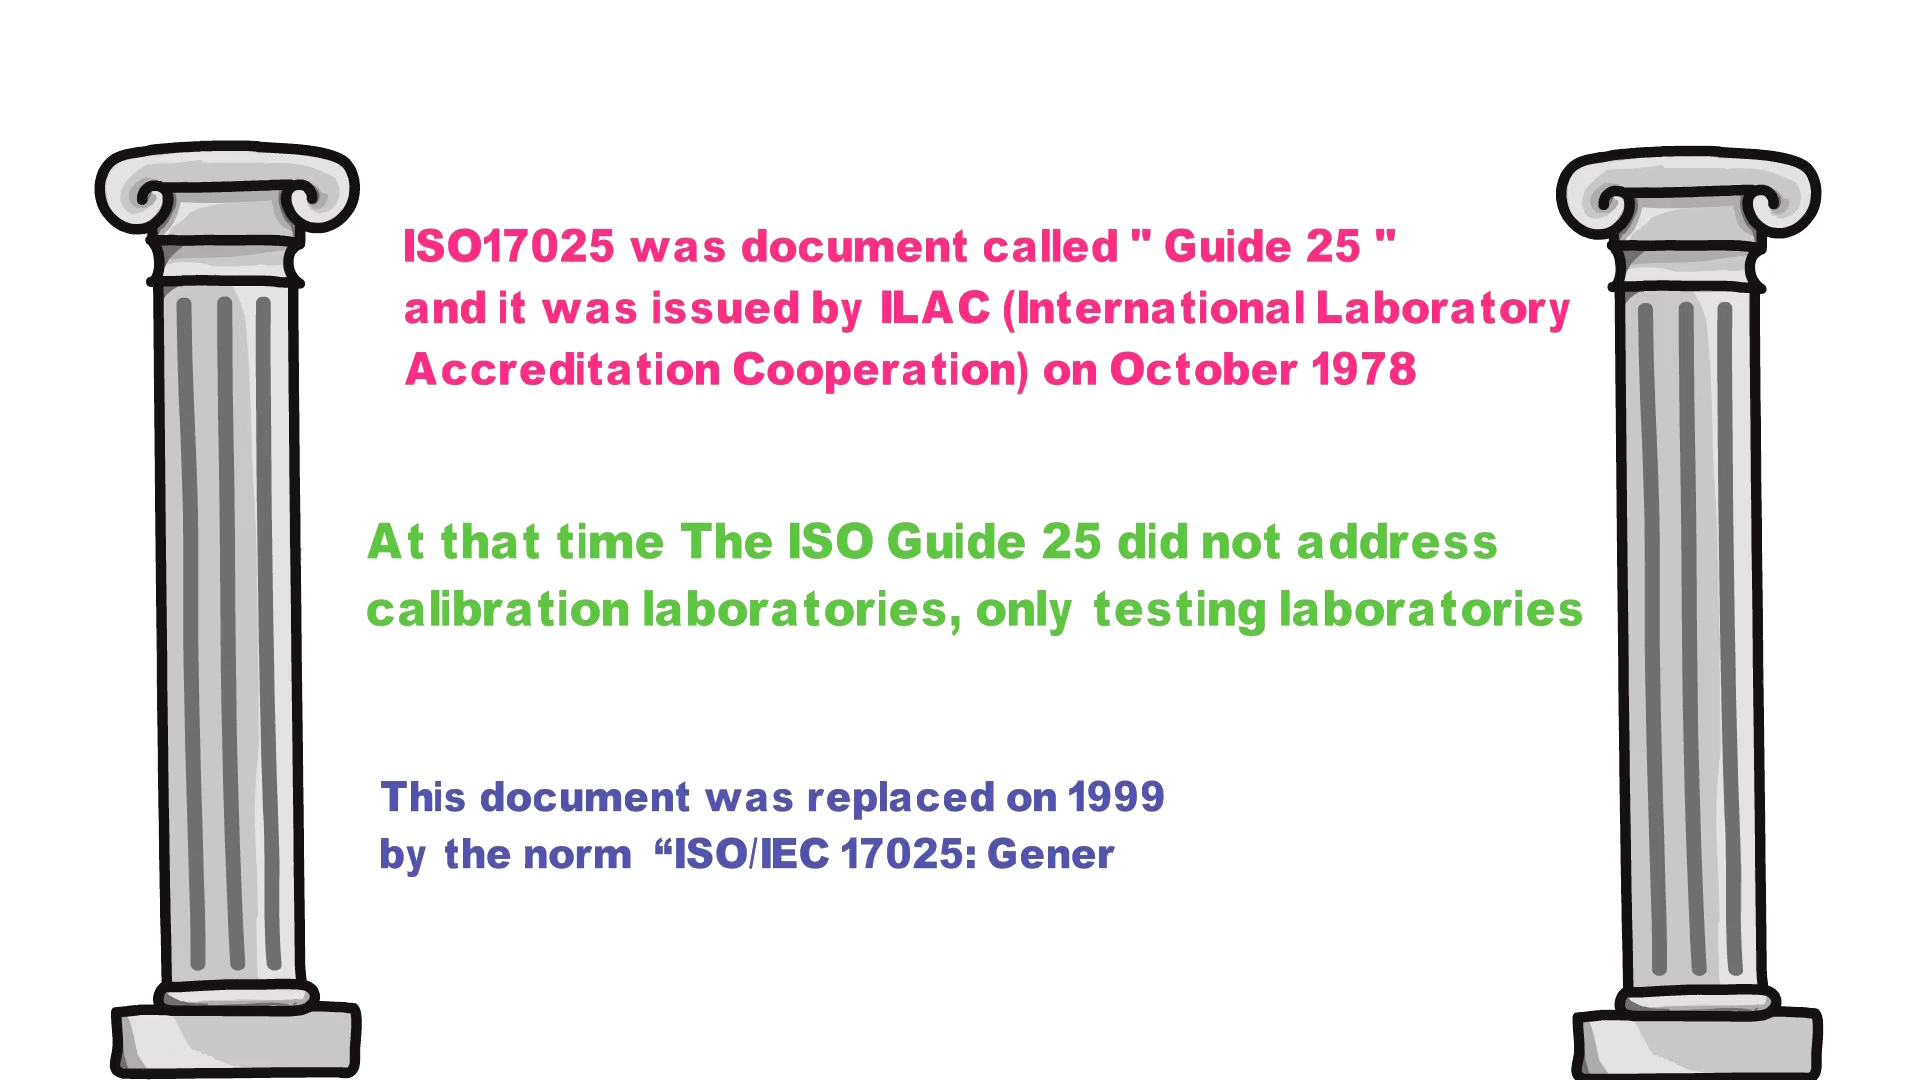 ISO17025 was document called " Guide 25 "
and it was issued by ILAC (International Laboratory
Accreditation Cooperation) on October 1978
At that time The ISO Guide 25 did not address
calibration laboratories, only testing laboratories
This document was replaced on 1999
by the norm “ISO/IEC 17025: Gener